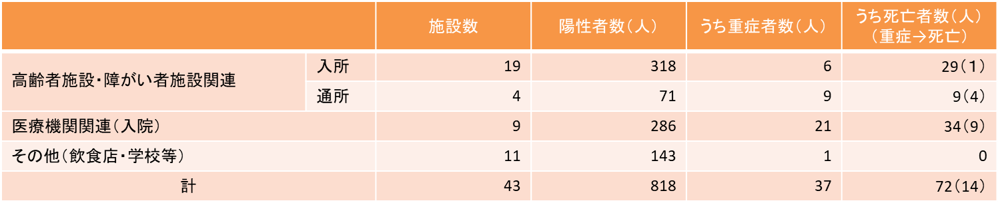 施設数 陽性者数（人） うち重症者数（人） うち死亡者数（人）
（重症→死亡）
高齢者施設・障がい者施設関連 入所 19 318 6 29（1）
通所 4 71 9 9（4）
医療機関関連（入院） 9 286 21 34（9）
その他（飲食店・学校等） 11 143 1 0
計 43 818 37 72（14）